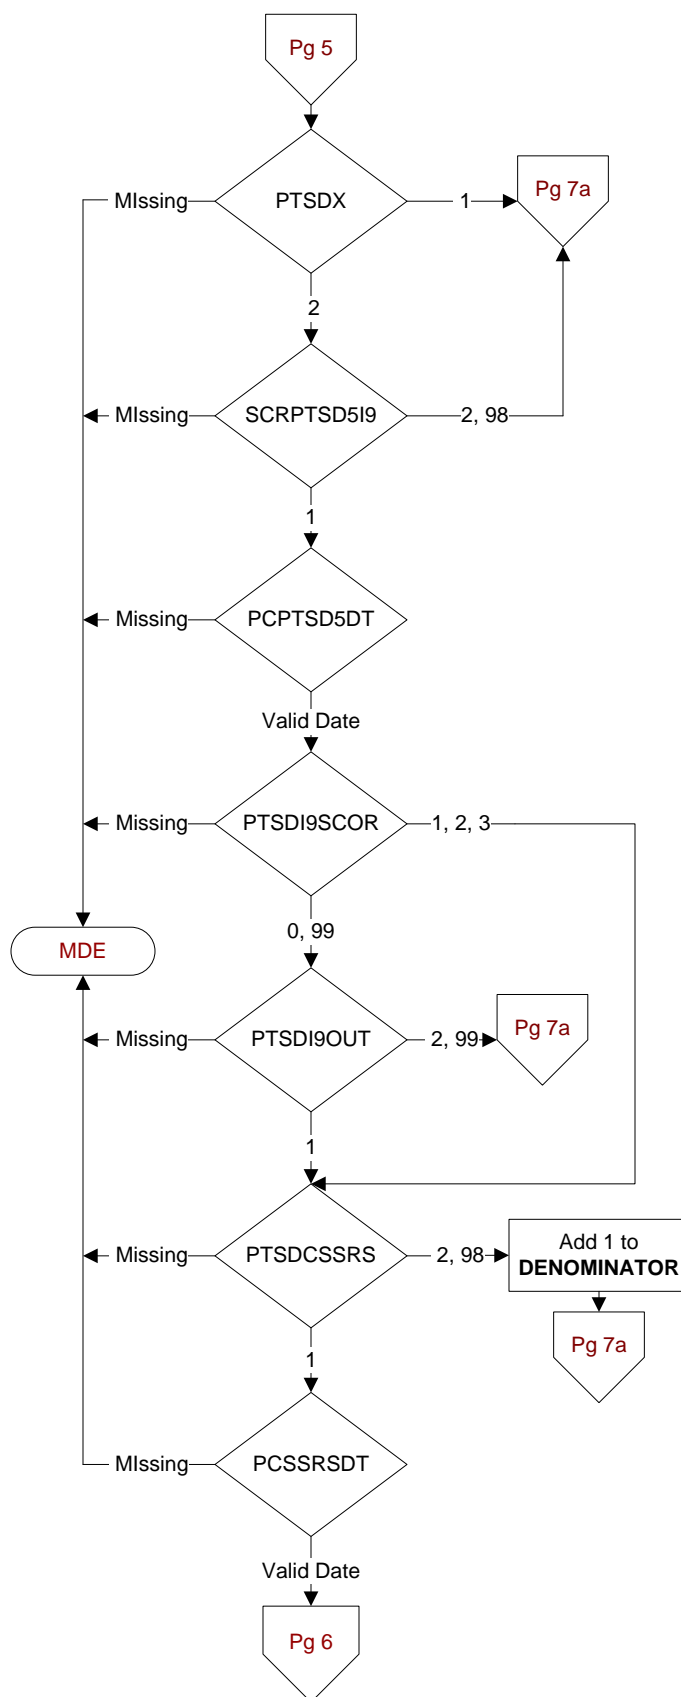 Pg 5
MIssing
PTSDX
1
Pg 7a
2
MIssing
SCRPTSD5I9
2, 98
1
Missing
PCPTSD5DT
Valid Date
Missing
PTSDI9SCOR
1, 2, 3
0, 99
MDE
Missing
PTSDI9OUT
2, 99
Pg 7a
1
Missing
PTSDCSSRS
2, 98
Add 1 to
DENOMINATOR
Pg 7a
1
MIssing
PCSSRSDT
Valid Date
Pg 6